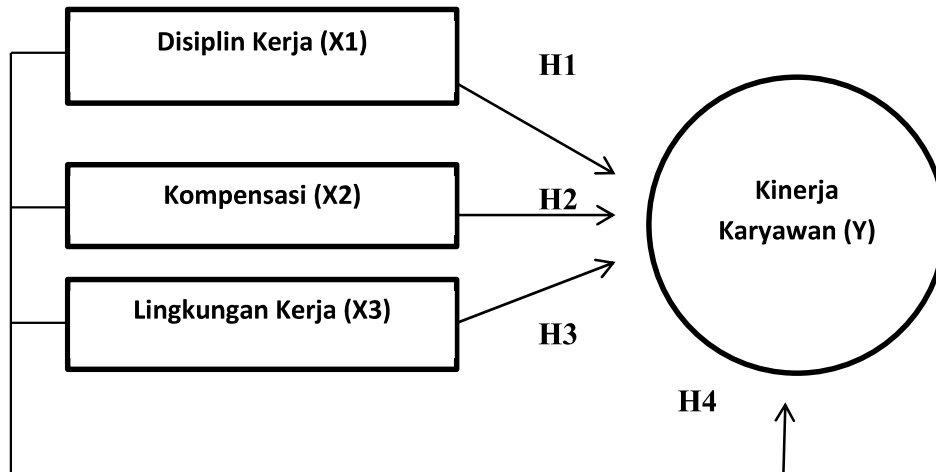 Disiplin Kerja (X1)
H1
Kompensasi (X2)
H2
Kinerja
Karyawan (Y)
Lingkungan Kerja (X3)
H3
H4